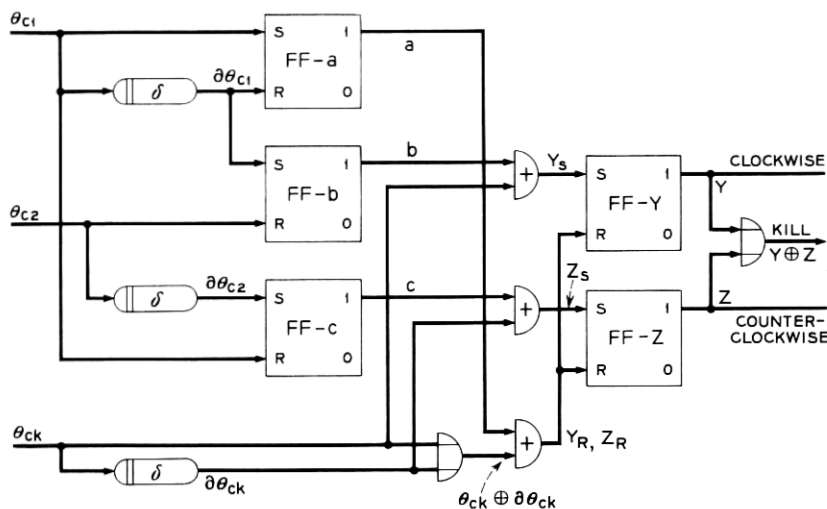 θC1
S 1
FF-a
R 0
a
δ
∂θC1
S 1
FF-b
R 0
b
θC2
δ
∂θC2
S 1
FF-c
R 0
c
+
YS
S 1
FF-Y
R 0
CLOCKWISE
Y
KILL
Y⊕Z
+
ZS
S 1
FF-Z
R 0
Z
COUNTER-
CLOCKWISE
θCK
δ
∂θCK
+
YR, ZR
θCK ⊕ ∂θCK